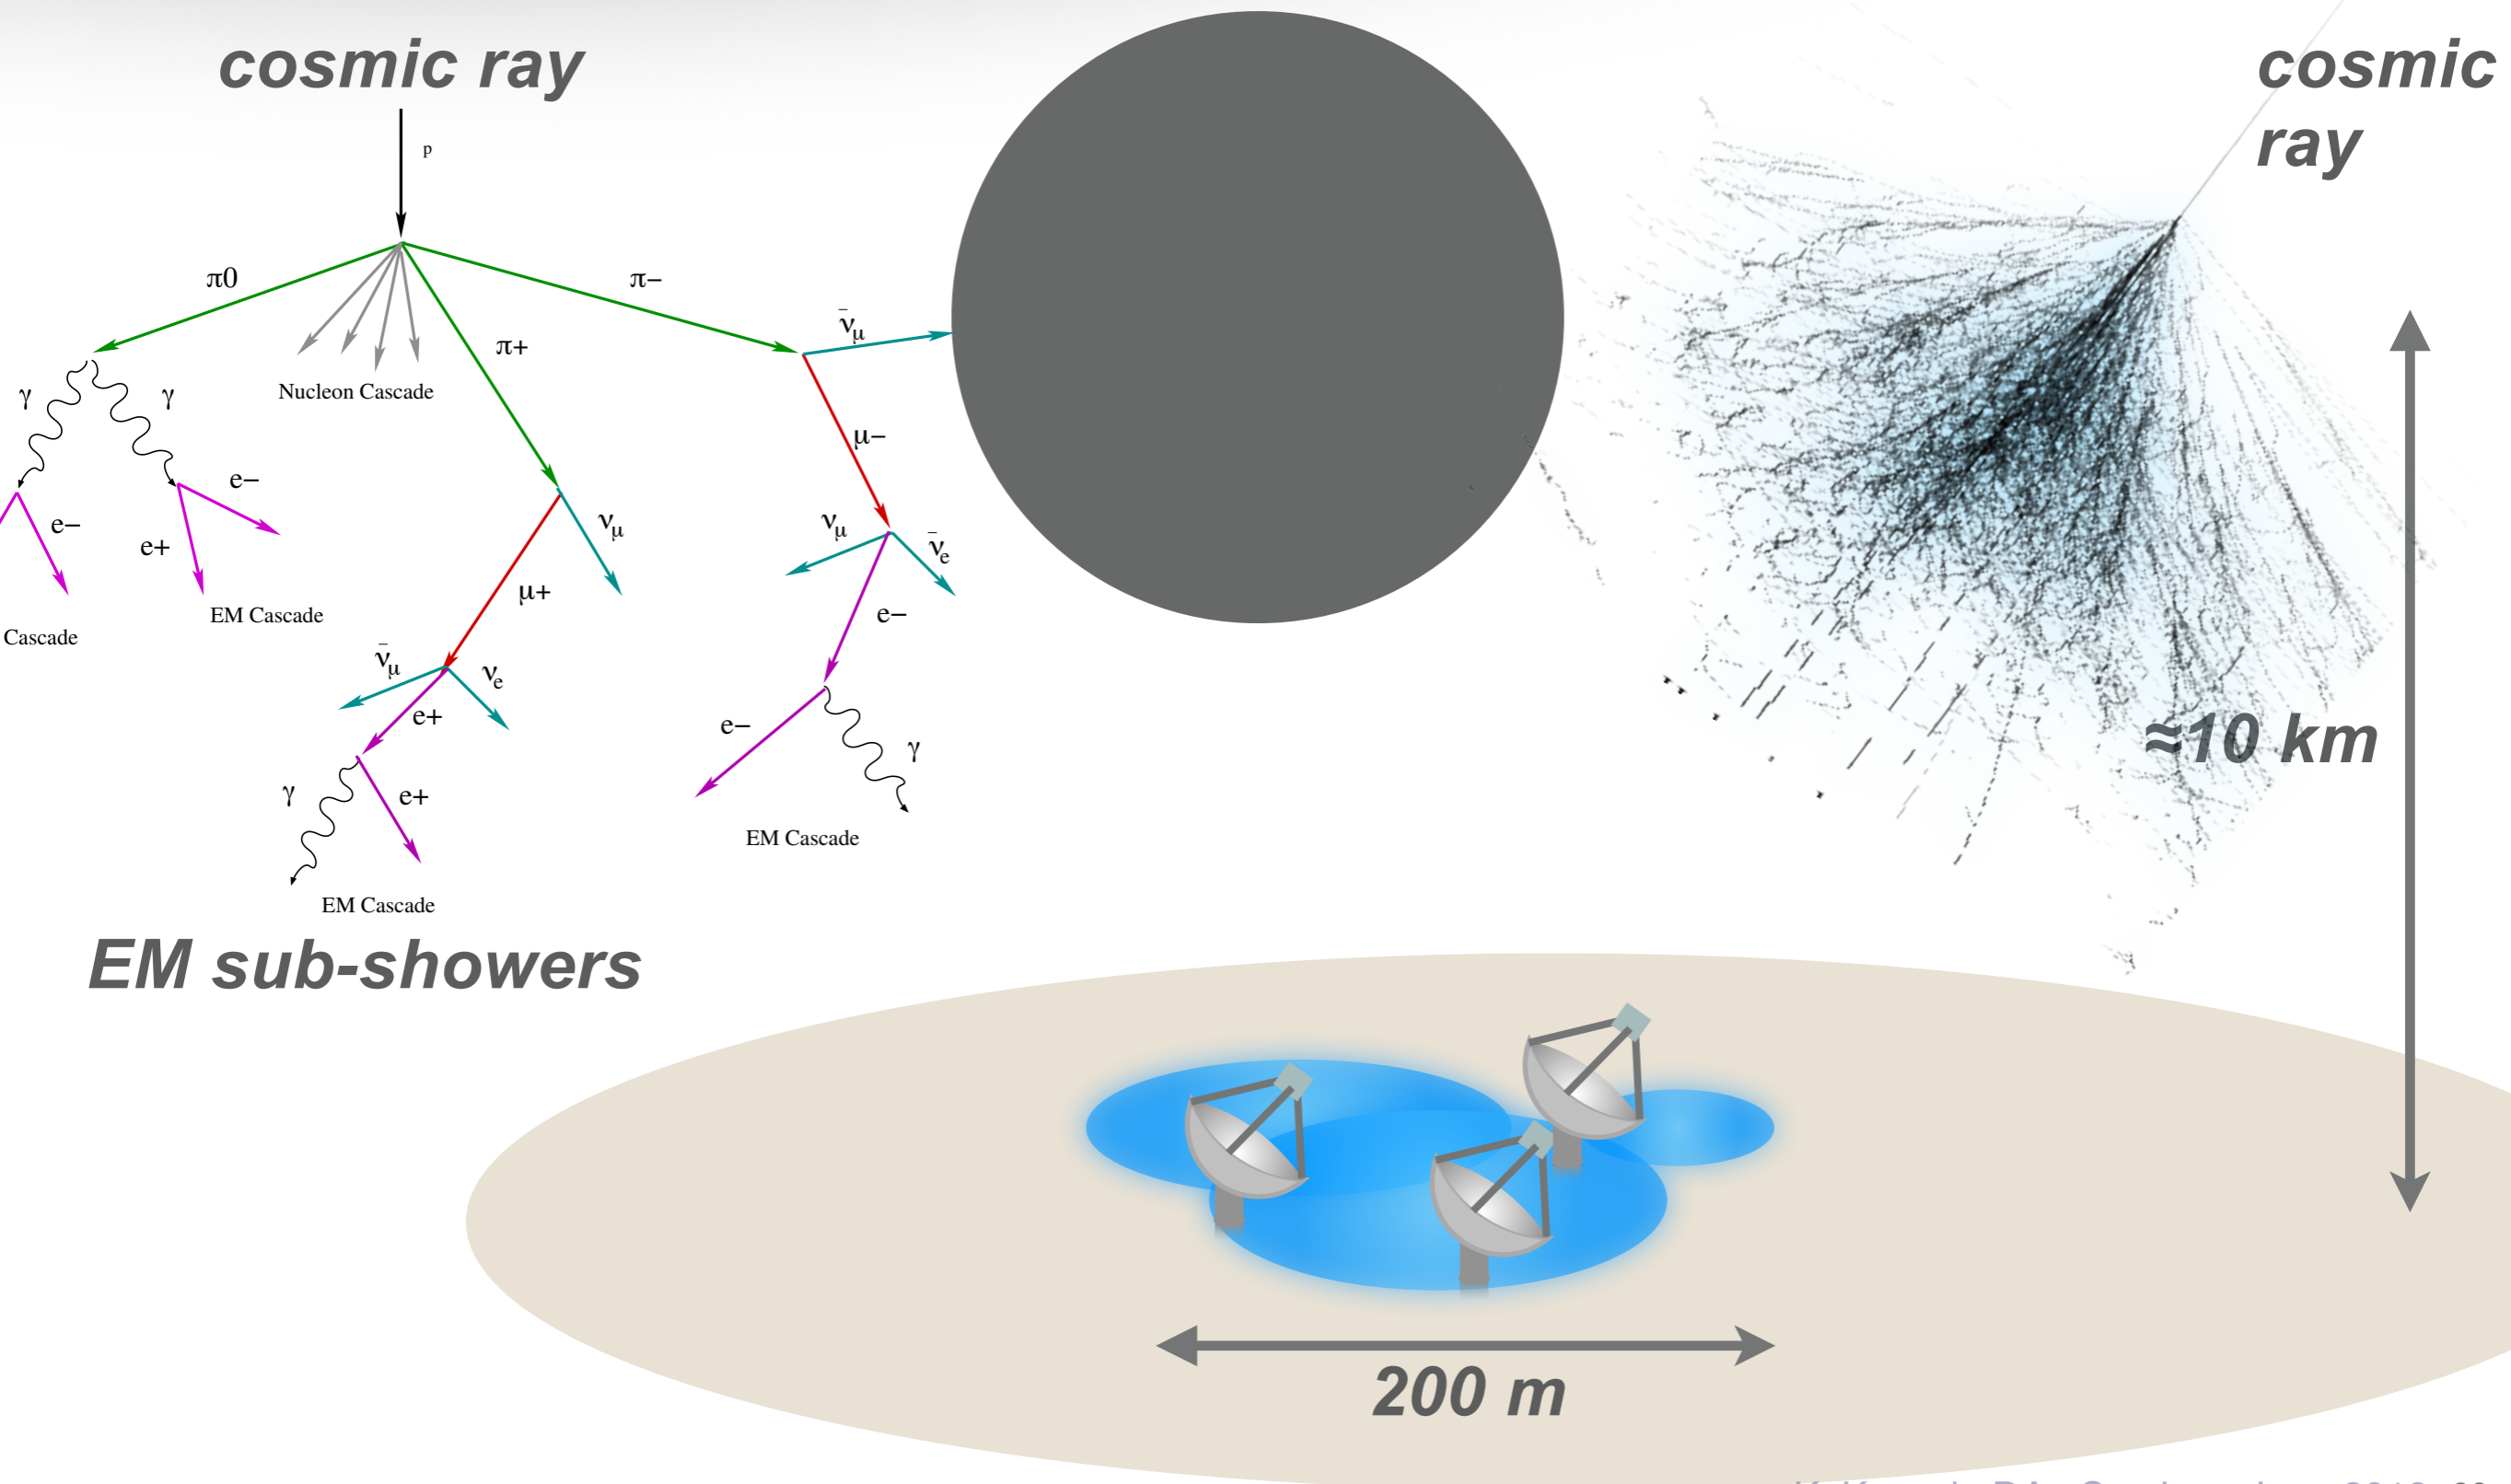 cosmic ray
p
π0
π−
π+
Nucleon Cascade
γ
γ
ν̄μ
μ−
e−
e−
e+
νμ
νμ
ν̄e
μ+
e−
EM Cascade
Cascade
ν̄μ
νe
e+
e−
γ
γ
e+
EM Cascade
EM Cascade
EM sub-showers
cosmic
ray
≈10 km
200 m